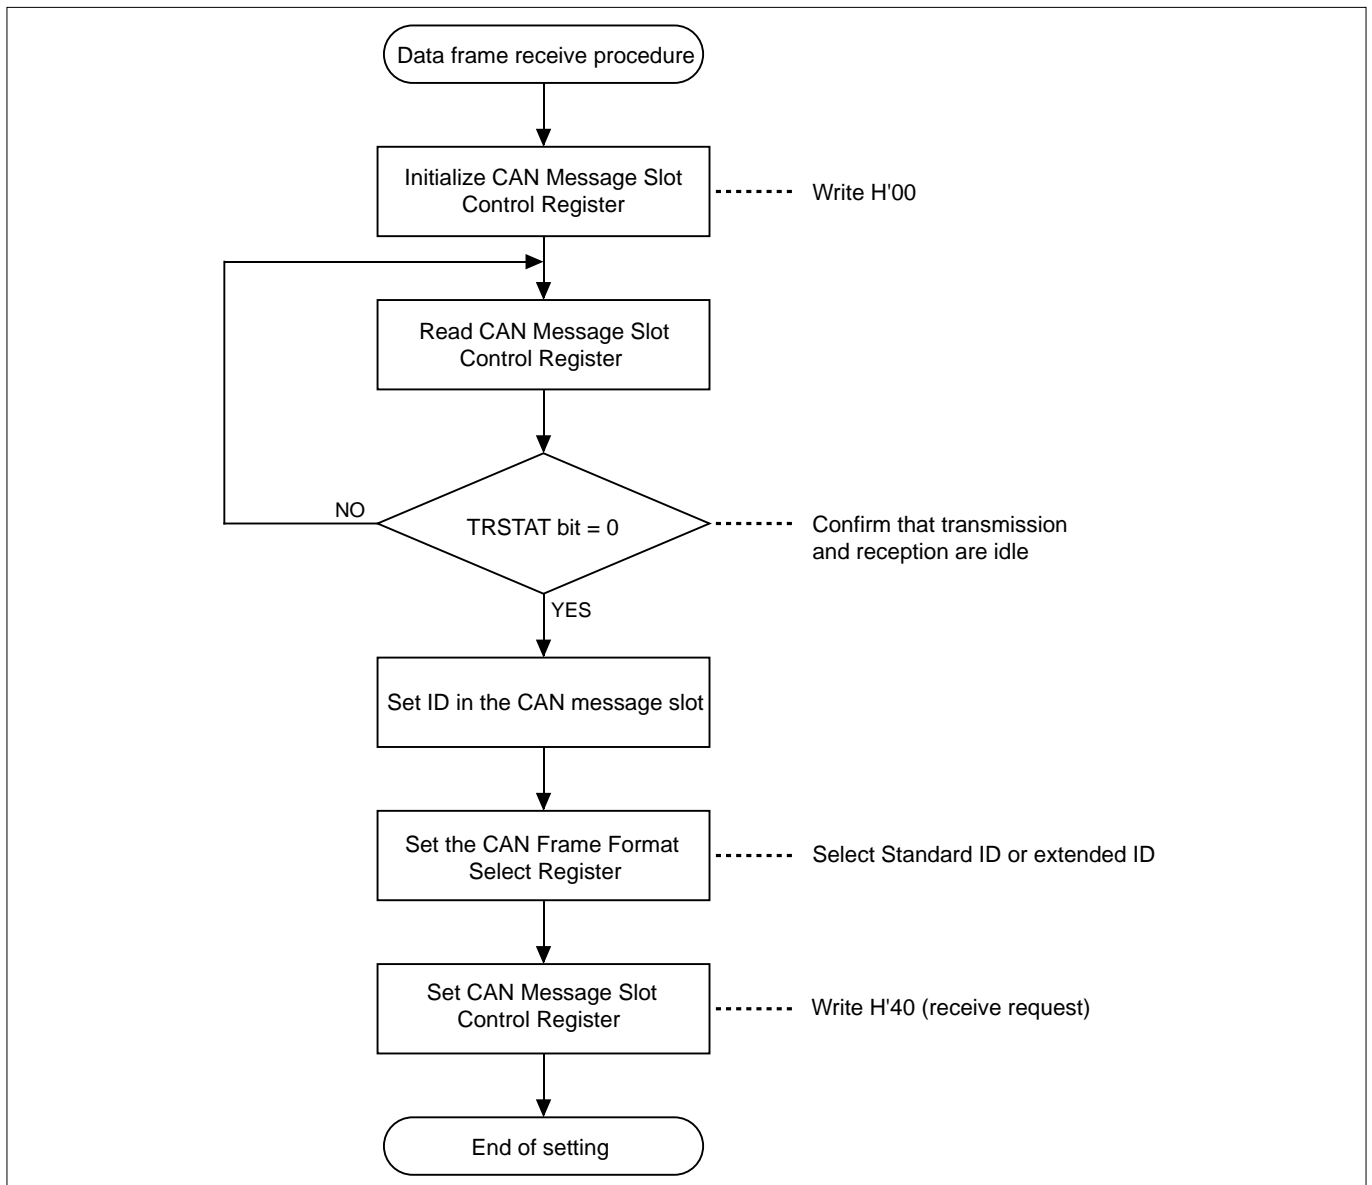 Data frame receive procedure
Initialize CAN Message Slot
Control Register
Write H'00
Read CAN Message Slot
Control Register
NO
TRSTAT bit = 0
Confirm that transmission
and reception are idle
YES
Set ID in the CAN message slot
Set the CAN Frame Format
Select Register
Select Standard ID or extended ID
Set CAN Message Slot
Control Register
Write H'40 (receive request)
End of setting